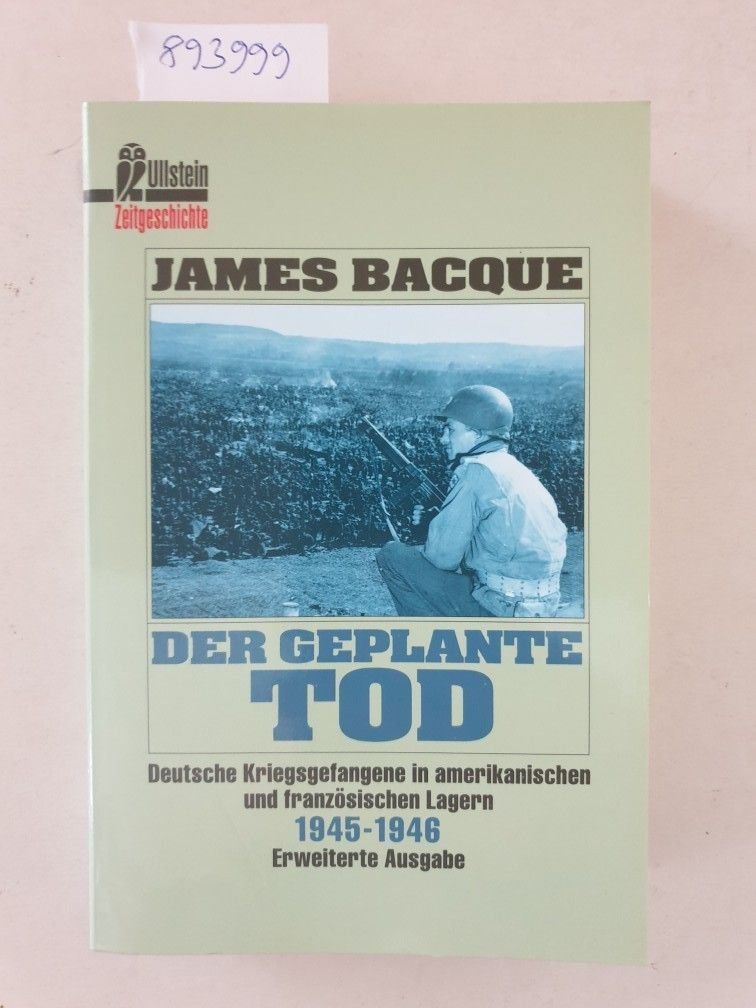 893999
Ullstein
Zeitgeschichte
JAMES BACQUE
DER GEPLANTE
TOD
Deutsche Kriegsgefangene in amerikanischen
und französischen Lagern
1945-1946
Erweiterte Ausgabe